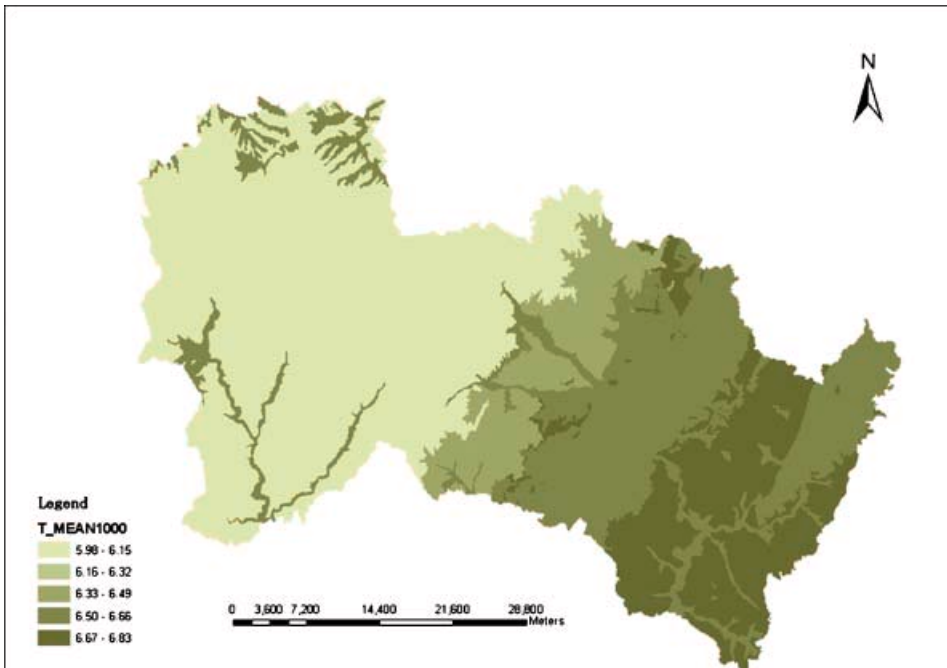 N
Legend
T_MEAN1000
5.98 - 6.15
6.16 - 6.32
6.33 - 6.49
6.50 - 6.66
6.67 - 6.83
0 3,600 7,200 14,400 21,600 28,800
Meters